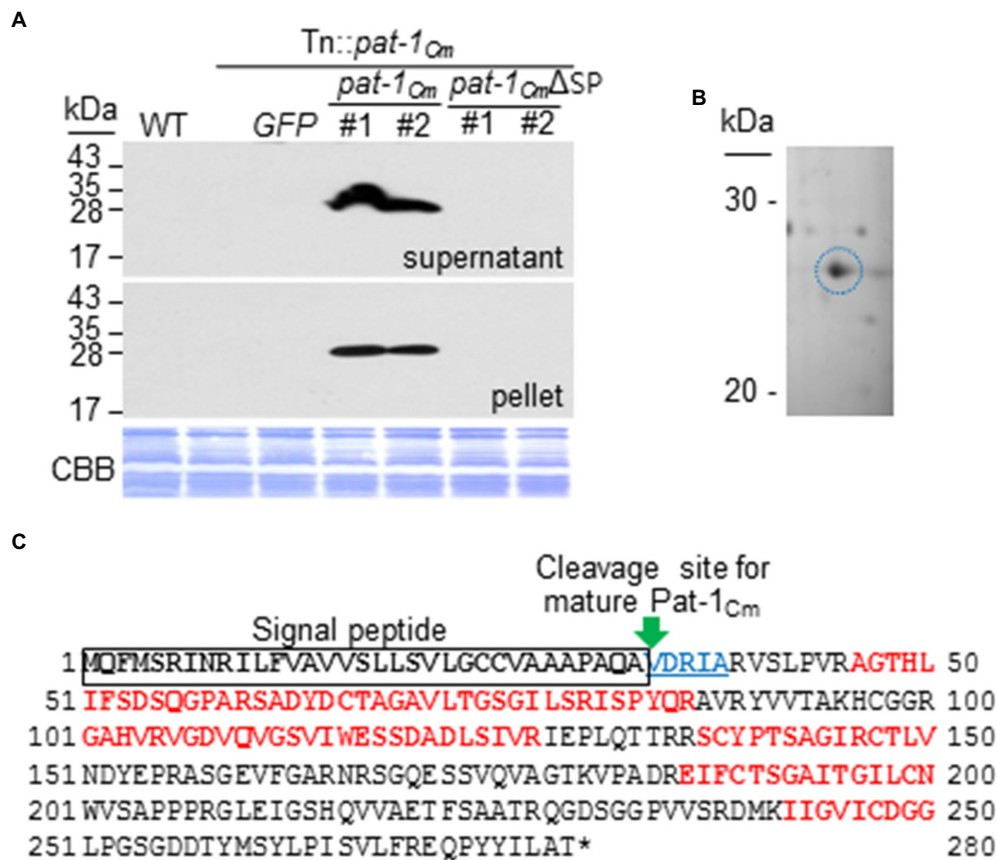 A
Tn::pat-1Cm
pat-1Cm pat-1CmΔSP
kDa WT GFP #1 #2 #1 #2
43
35
28
17
supernatant
43
35
28
17
pellet
CBB
B
kDa
30 -
20 -
C
Cleavage site for
mature Pat-1Cm
Signal peptide
1 MQFMSRINRILFVAVVSLLSVLGCCVAAAPAQAVDRIARVSLPVRAGTHL 50
51 IFSDSQGPARSADYDCTAGAVLTGSGILSRISPYQRAVRYVVTAKHCGGR 100
101 GAHVRVGDVQVGSVIWESSDADLSIVRIEPLQTTRRSCYPTSAGIRCTLV 150
151 NDYEPRASGEVFGARNRSGQESSVQVAGTKVPADREIFCTSGAITGILCN 200
201 WVSAPPPRGLEIGSHQVVAETFSAATRQGDSGGPVVSRDMKIIGVICDGG 250
251 LPGSGDDTYMSYLPISVLFREQPYYILAT* 280